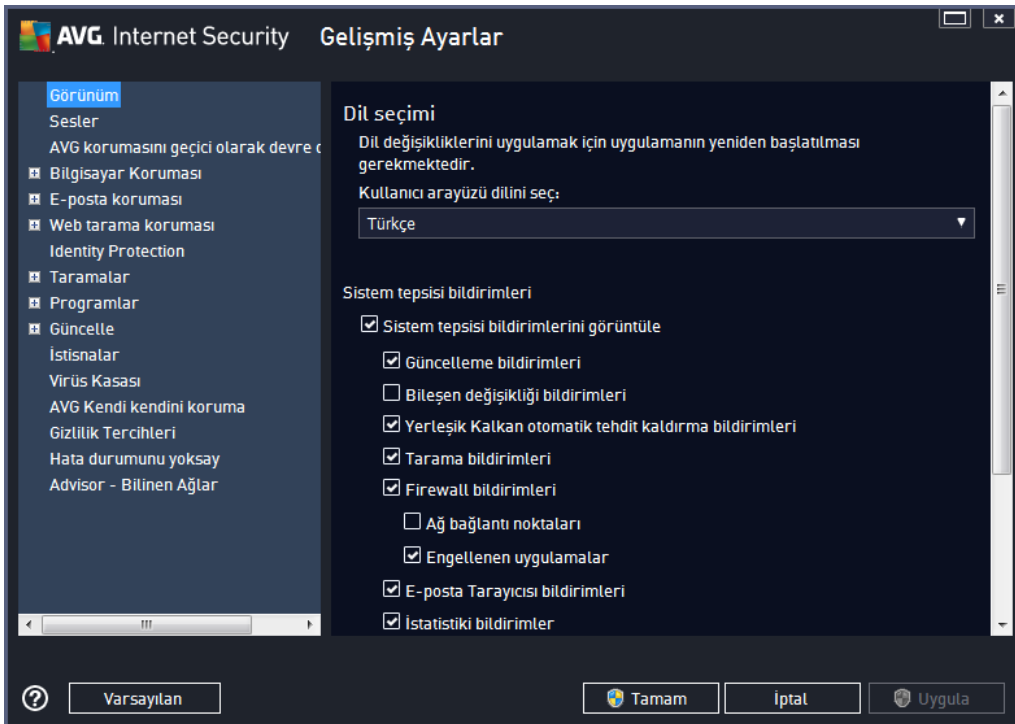 AVG. Internet Security Gelişmiş Ayarlar
Görünüm
Sesler
AVG korumasını geçici olarak devre
Bilgisayar Koruması
E-posta koruması
Web tarama koruması
Identity Protection
Taramalar
Programlar
Güncelle
İstisnalar
Virüs Kasası
AVG Kendi kendini koruma
Gizlilik Tercihleri
Hata durumunu yoksay
Advisor - Bilinen Ağlar
Dil seçimi
Dil değişikliklerini uygulamak için uygulamanın yeniden başlatılması
gerekmektedir.
Kullanıcı arayüzü dilini seç:
Türkçe
Sistem tepsisi bildirimleri
Sistem tepsisi bildirimlerini görüntüle
Güncelleme bildirimleri
Bileşen değişikliği bildirimleri
Yerleşik Kalkan otomatik tehdit kaldırma bildirimleri
Tarama bildirimleri
Firewall bildirimleri
Ağ bağlantı noktaları
Engellenen uygulamalar
E-posta Tarayıcısı bildirimleri
İstatistiki bildirimler
? Varsayılan Tamam İptal Uygula